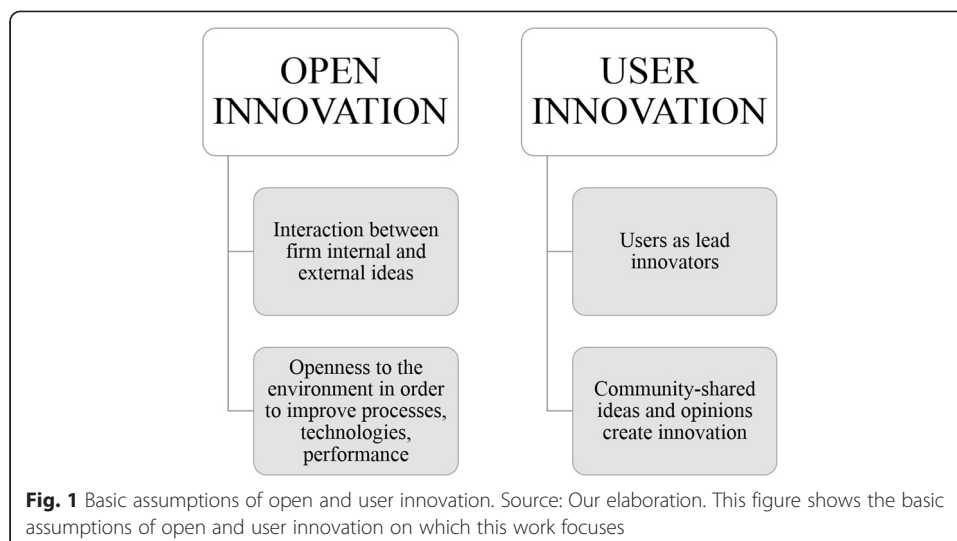 OPEN
INNOVATION
Interaction between
firm internal and
external ideas
Openness to the
environment in order
to improve processes,
technologies,
performance
USER
INNOVATION
Users as lead
innovators
Community-shared
ideas and opinions
create innovation
Fig. 1 Basic assumptions of open and user innovation. Source: Our elaboration. This figure shows the basic
assumptions of open and user innovation on which this work focuses